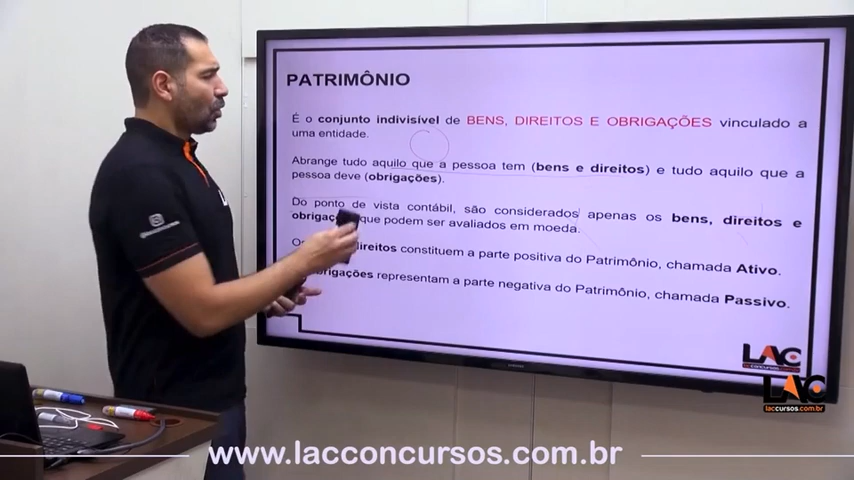 PATRIMÔNIO
É o conjunto indivisível de BENS, DIREITOS E OBRIGAÇÕES vinculado a
uma entidade.
Abrange tudo aquilo que a pessoa tem (bens e direitos) e tudo aquilo que a
pessoa deve (obrigações).
Do ponto de vista contábil, são considerados apenas os bens, direitos e
que podem ser avaliados em moeda.
direitos constituem a parte positiva do Patrimônio, chamada Ativo.
representam a parte negativa do Patrimônio, chamada Passivo.
LAC
CONCURSOS
LAC
laccursos.com.br
www.lacconcursos.com.br